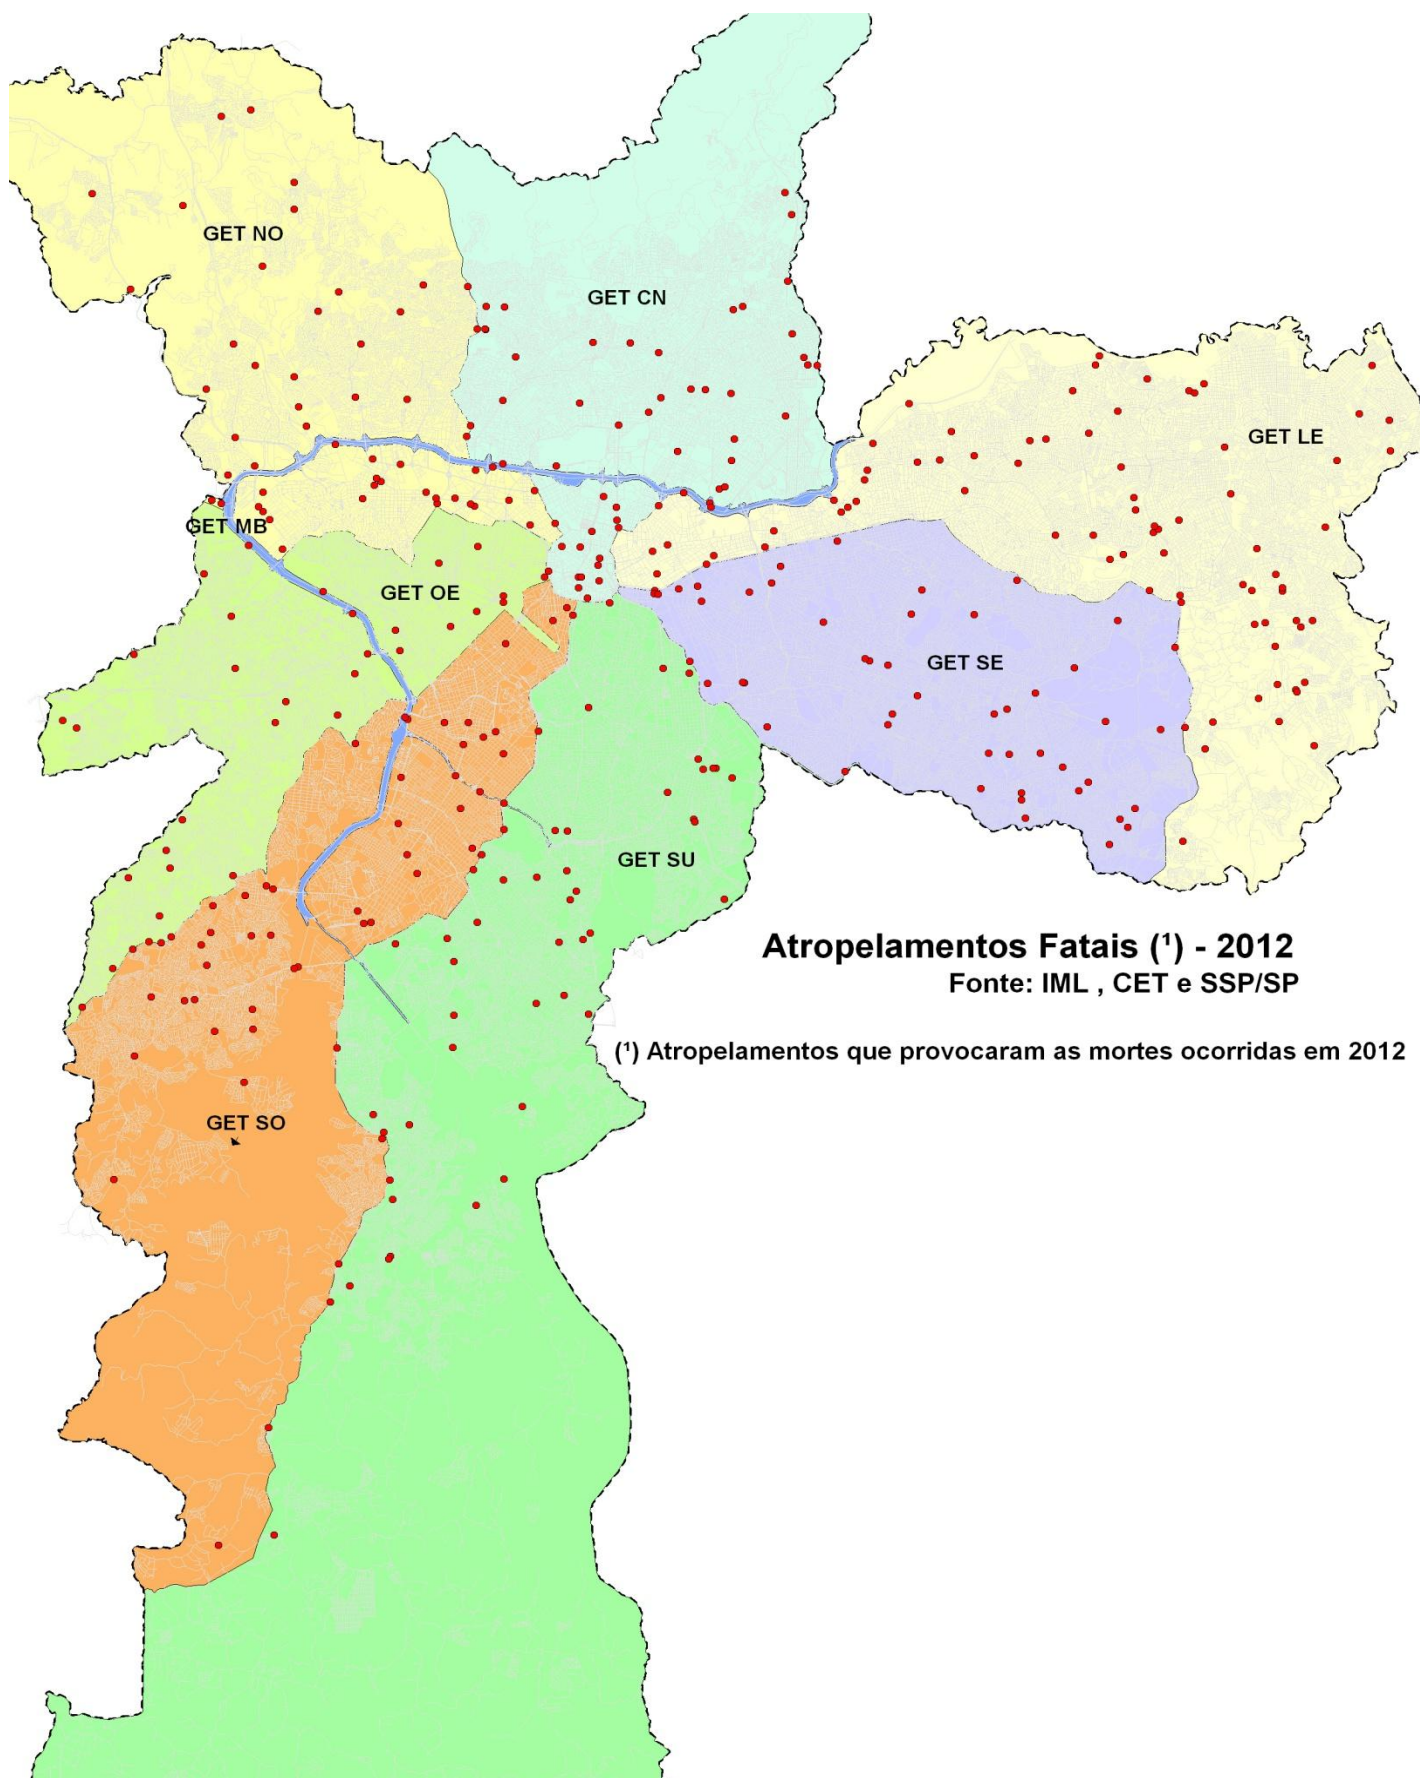 GET NO
GET CN
GET LE
GET MB
GET OE
GET SE
GET SU
Atropelamentos Fatais (¹) - 2012
Fonte: IML , CET e SSP/SP
(¹) Atropelamentos que provocaram as mortes ocorridas em 2012
GET SO